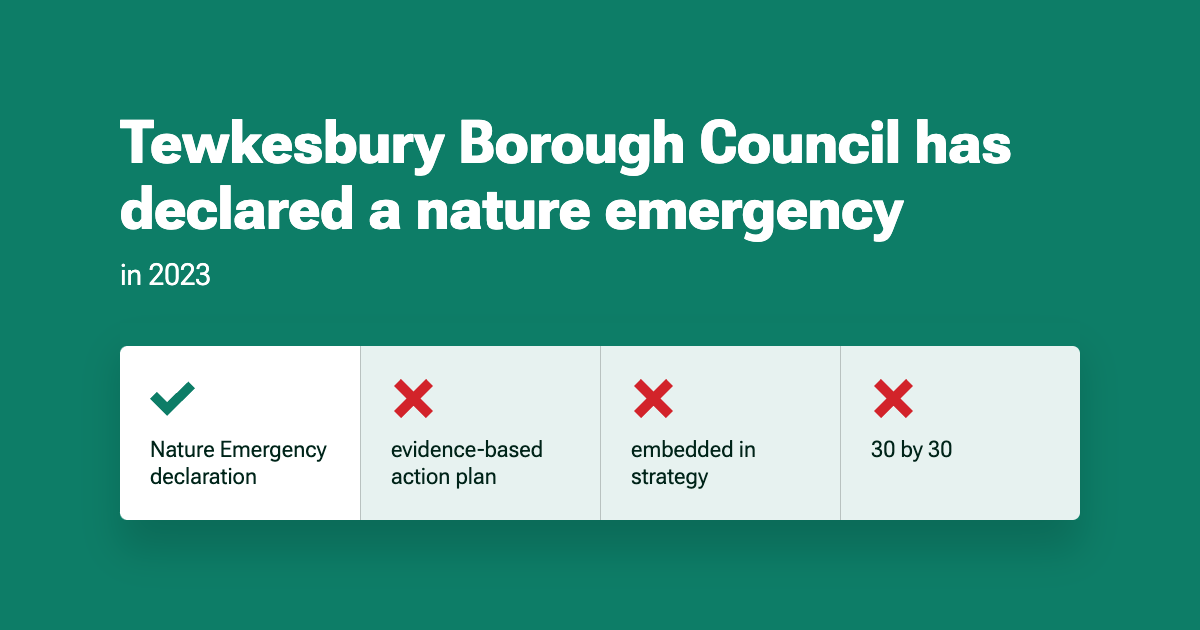 Tewkesbury Borough Council has
declared a nature emergency
in 2023
Nature Emergency
declaration
evidence-based
action plan
embedded in
strategy
30 by 30